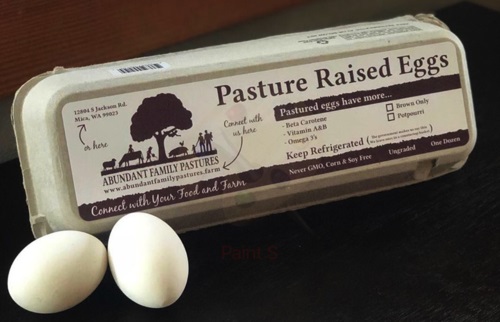 Pasture Raised Eggs
12004 S Jackson Rd.
Mica, WA 99023
or here
Connect with
us here
Pastured eggs have more...
- Beta Carotene
- Vitamin A&B
- Omega 3's
Brown Only
Potpourri
ABUNDANT FAMILY PASTURES
www.abundantfamilypastures.farm
Keep Refrigerated
Connect with Your Food and Farm
Never GMO, Corn & Soy Free
Ungraded
One Dozen